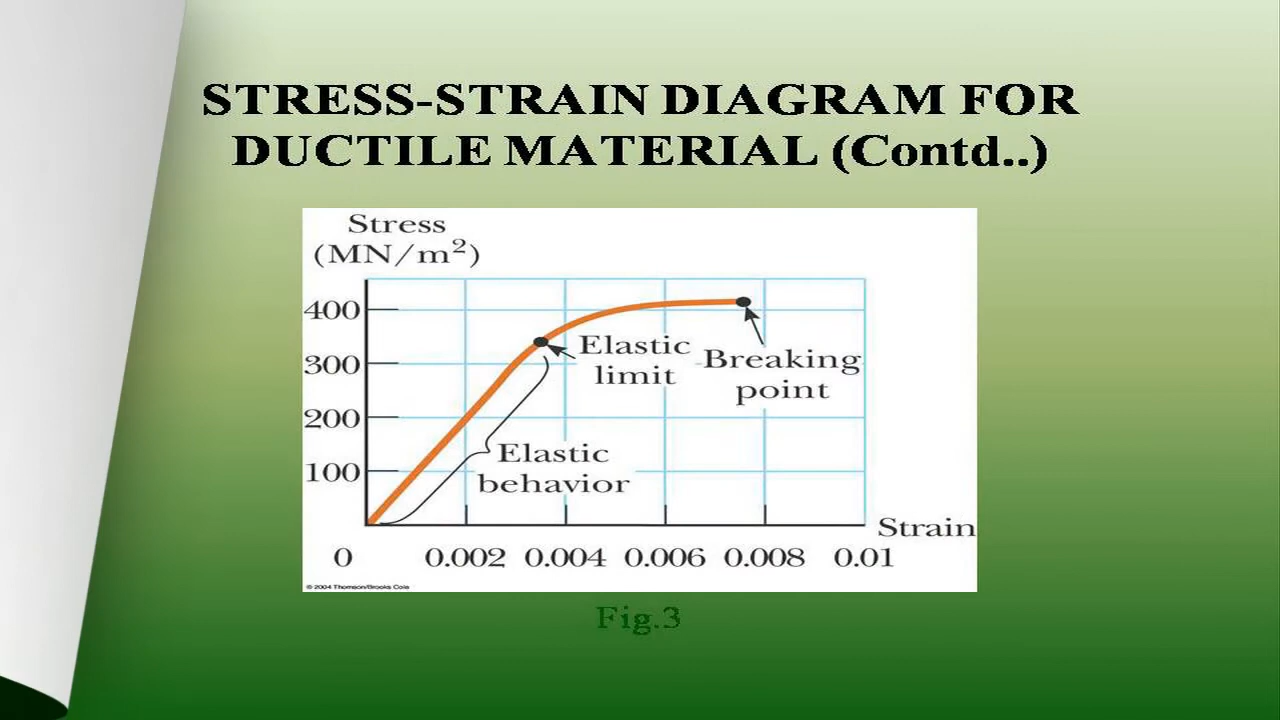 STRESS-STRAIN DIAGRAM FOR
DUCTILE MATERIAL (Contd..)
Stress
(MN/m²)
400
300
200
100
Elastic
limit
Breaking
point
Elastic
behavior
Strain
0 0.002 0.004 0.006 0.008 0.01
© 2004 Thomson/Brooks Cole
Fig.3